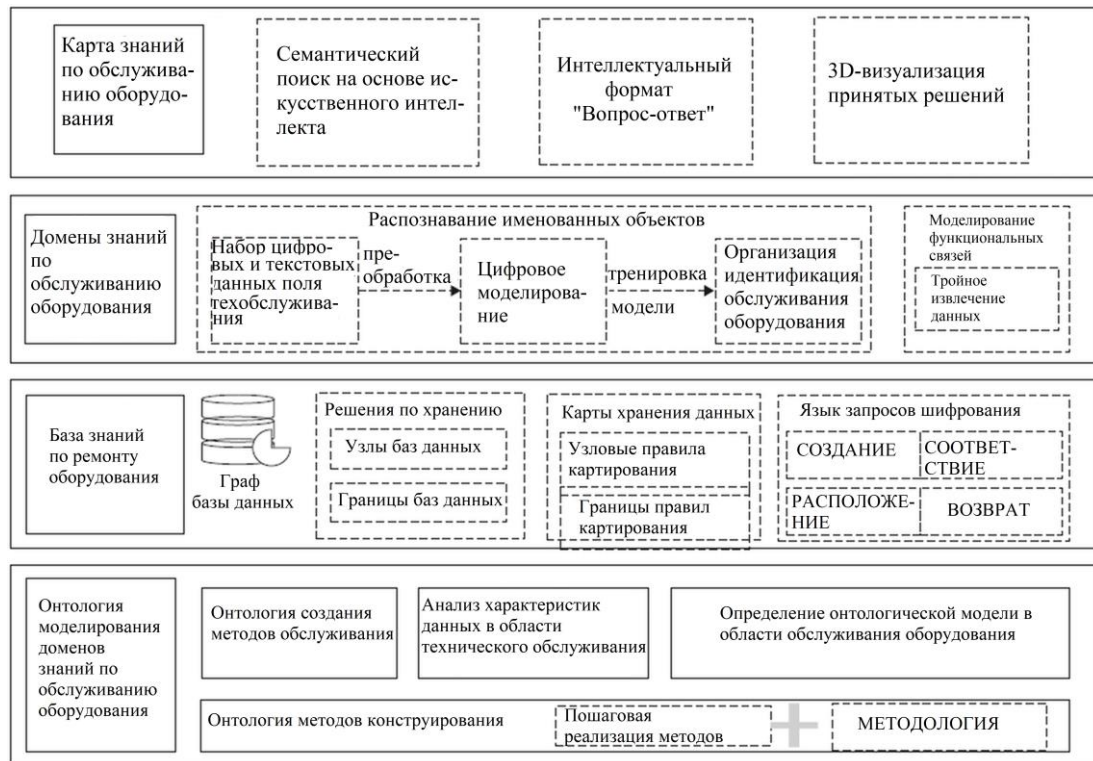 Карта знаний
по обслужива-
нию оборудо-
вания
Семантический
поиск на основе ис-
кусственного интел-
лекта
Интеллектуальный
формат
"Вопрос-ответ"
3D-визуализация
принятых решений
Домены знаний
по
обслуживанию
оборудования
Распознавание именованных объектов
Набор цифро-
вых и текстовых
данных поля
техобслужива-
ния
пре-
обработка
Цифровое
моделирова-
ние
тренировка
модели
Организация
идентификация
обслуживания
оборудования
Моделирование
функциональных
связей
Тройное
извлечение
данных
База знаний
по ремонту
оборудования
Граф
базы данных
Решения по хранению
Узлы баз данных
Границы баз данных
Карты хранения данных
Узловые правила
картирования
Границы правил
картирования
Язык запросов шифрования
СОЗДАНИЕ
СООТВЕТ-
СТВИЕ
РАСПОЛОЖЕ-
НИЕ
ВОЗВРАТ
Онтология
моделирования
доменов
знаний по
обслуживанию
оборудования
Онтология создания
методов обслуживания
Анализ характеристик
данных в области
технического обслуживания
Определение онтологической модели в
области обслуживания оборудования
Онтология методов конструирования
Пошаговая
реализация методов
МЕТОДОЛОГИЯ